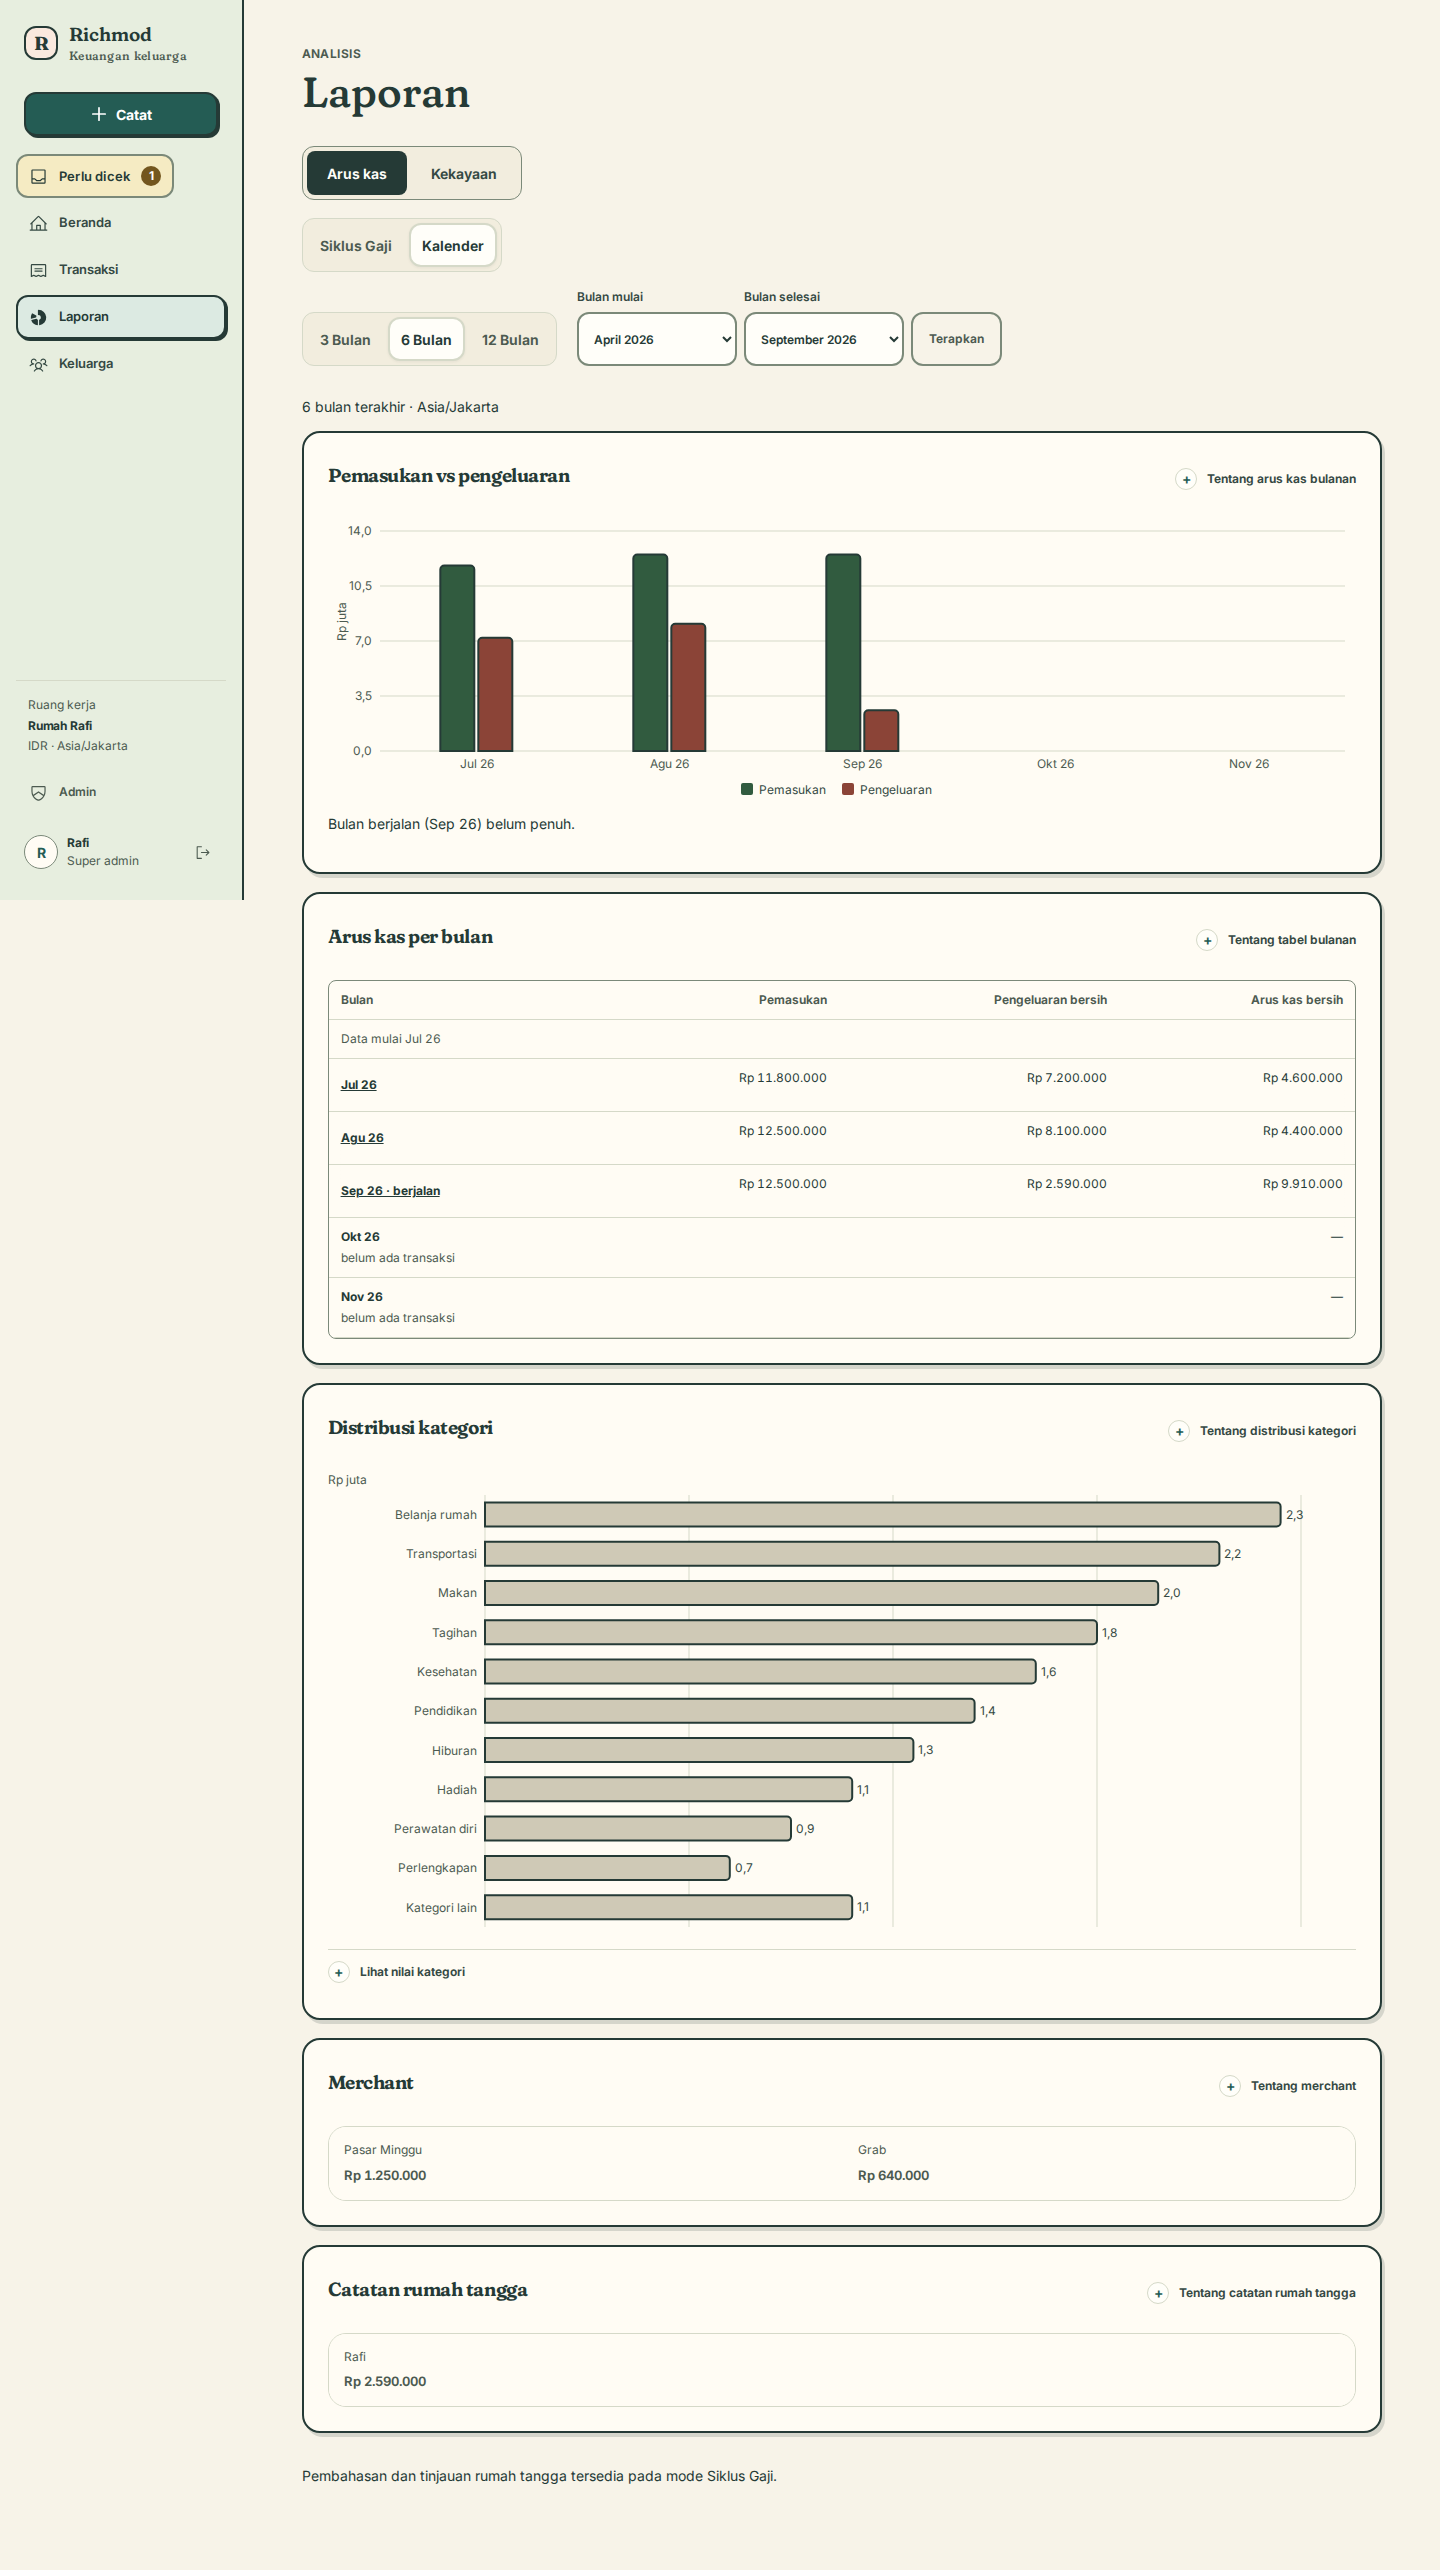 R
Richmod
Keuangan keluarga
Catat
Perlu dicek 1
Beranda
Transaksi
Laporan
Keluarga
Ruang kerja
Rumah Rafi
IDR · Asia/Jakarta
Admin
R
Rafi
Super admin
ANALISIS
Laporan
Arus kas Kekayaan
Siklus Gaji Kalender
Bulan mulai Bulan selesai
3 Bulan 6 Bulan 12 Bulan April 2026 September 2026 Terapkan
6 bulan terakhir · Asia/Jakarta
Pemasukan vs pengeluaran
+ Tentang arus kas bulanan
Rp juta
14,0
10,5
7,0
3,5
0,0
Jul 26 Agu 26 Sep 26 Okt 26 Nov 26
Pemasukan Pengeluaran
Bulan berjalan (Sep 26) belum penuh.
Arus kas per bulan
+ Tentang tabel bulanan
Bulan Pemasukan Pengeluaran bersih Arus kas bersih
Data mulai Jul 26
Jul 26 Rp 11.800.000 Rp 7.200.000 Rp 4.600.000
Agu 26 Rp 12.500.000 Rp 8.100.000 Rp 4.400.000
Sep 26 · berjalan Rp 12.500.000 Rp 2.590.000 Rp 9.910.000
Okt 26 —
belum ada transaksi
Nov 26 —
belum ada transaksi
Distribusi kategori
+ Tentang distribusi kategori
Rp juta
Belanja rumah 2,3
Transportasi 2,2
Makan 2,0
Tagihan 1,8
Kesehatan 1,6
Pendidikan 1,4
Hiburan 1,3
Hadiah 1,1
Perawatan diri 0,9
Perlengkapan 0,7
Kategori lain 1,1
+ Lihat nilai kategori
Merchant
+ Tentang merchant
Pasar Minggu Grab
Rp 1.250.000 Rp 640.000
Catatan rumah tangga
+ Tentang catatan rumah tangga
Rafi
Rp 2.590.000
Pembahasan dan tinjauan rumah tangga tersedia pada mode Siklus Gaji.